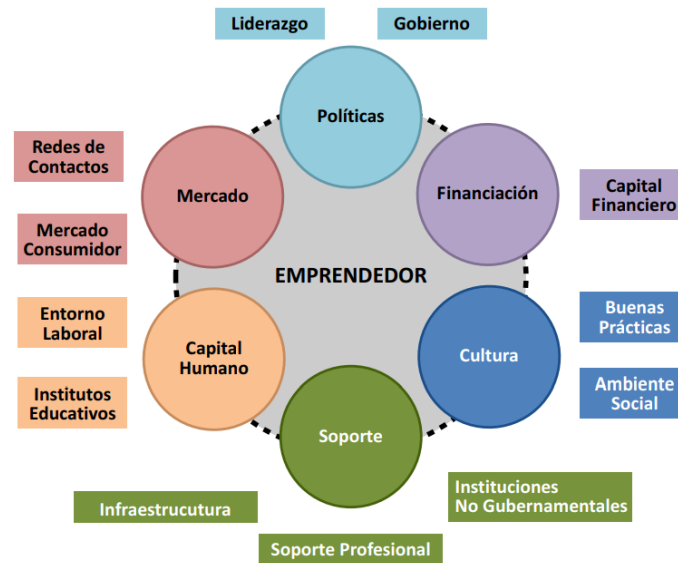 Liderazgo
Gobierno
Políticas
Redes de
Contactos
Mercado
Financiación
Capital
Financiero
Mercado
Consumidor
EMPRENDEDOR
Entorno
Laboral
Capital
Humano
Cultura
Buenas
Prácticas
Institutos
Educativos
Ambiente
Social
Soporte
Infraestrucutura
Instituciones
No Gubernamentales
Soporte Profesional